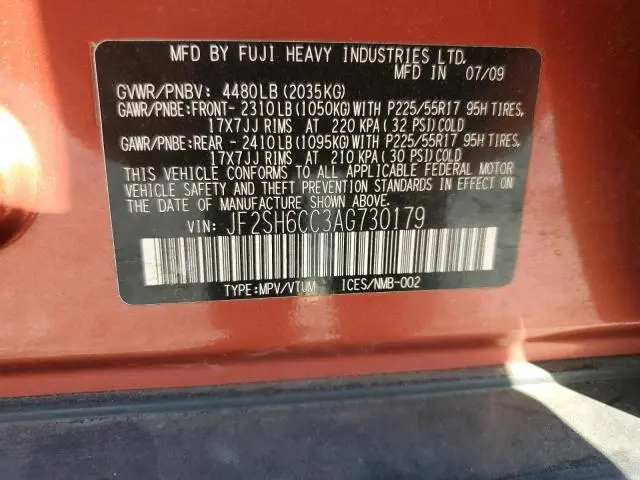 MFD BY FUJI HEAVY INDUSTRIES LTD.
MFD IN 07/09
GVWR/PNBV: 4480LB (2035KG)
GAWR/PNBE:FRONT- 2310LB(1050KG)WITH P225/55R17 95H TIRES,
17X7JJ RIMS AT 220 KPA(32 PSI)COLD
GAWR/PNBE:REAR - 2410LB(1095KG)WITH P225/55R17 95H TIRES,
17X7JJ RIMS AT 210 KPA(30 PSI)COLD
THIS VEHICLE CONFORMS TO ALL APPLICABLE FEDERAL MOTOR
VEHICLE SAFETY AND THEFT PREVENTION STANDARDS IN EFFECT
ON THE DATE OF MANUFACTURE SHOWN ABOVE.
VIN: JF2SH6CC3AG730179
TYPE:MPV/VTUM ICES/NMB-002